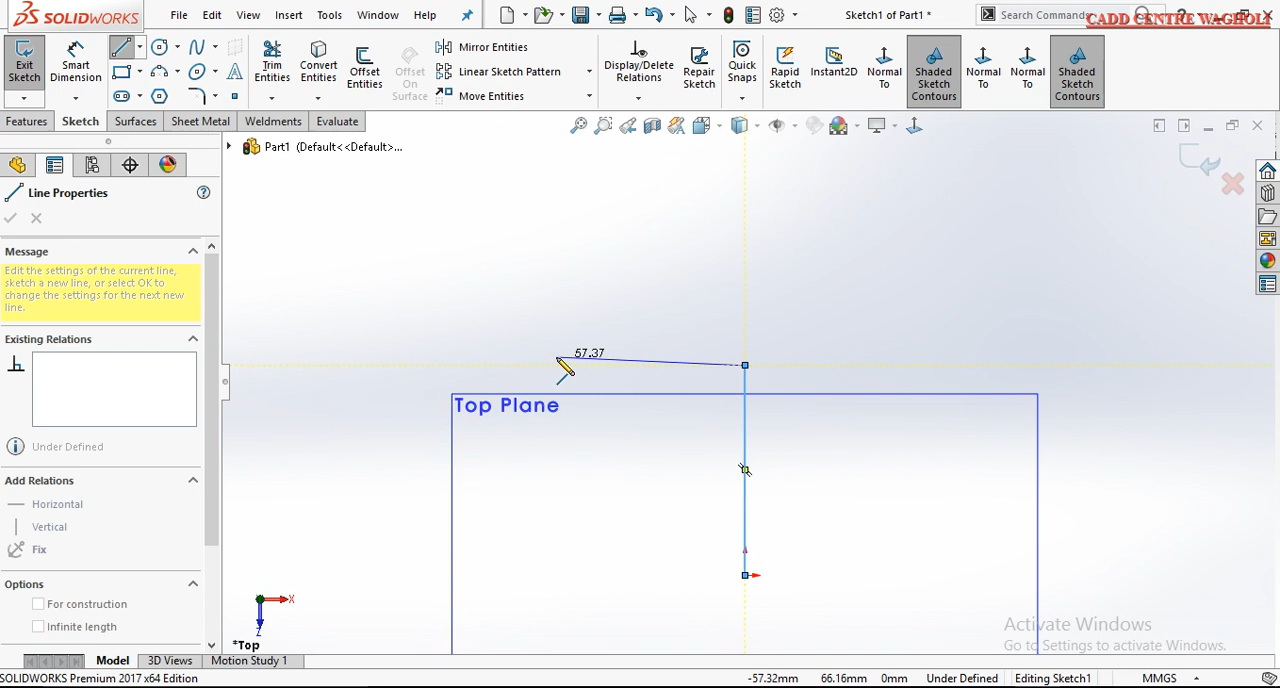 SOLIDWORKS
File Edit View Insert Tools Window Help
Sketch1 of Part1 *
Search Commands
CADD CENTRE WAGHOLI
Exit Sketch
Smart Dimension
Trim Entities
Convert Entities
Offset Entities
Offset On Surface
Mirror Entities
Linear Sketch Pattern
Move Entities
Display/Delete Relations
Repair Sketch
Quick Snaps
Rapid Sketch
Instant2D
Normal To
Shaded Sketch Contours
Normal To
Normal To
Shaded Sketch Contours
Features Sketch Surfaces Sheet Metal Weldments Evaluate
Part1 (Default<<Default>...
Line Properties
Message
Edit the settings of the current line,
sketch a new line, or select OK to
change the settings for the next new
line.
Existing Relations
Under Defined
Add Relations
Horizontal
Vertical
Fix
Options
For construction
Infinite length
57.37
Top Plane
X
Z
*Top
Activate Windows
Go to Settings to activate Windows.
Model 3D Views Motion Study 1
SOLIDWORKS Premium 2017 x64 Edition
-57.32mm 66.16mm 0mm Under Defined Editing Sketch1 MMGS